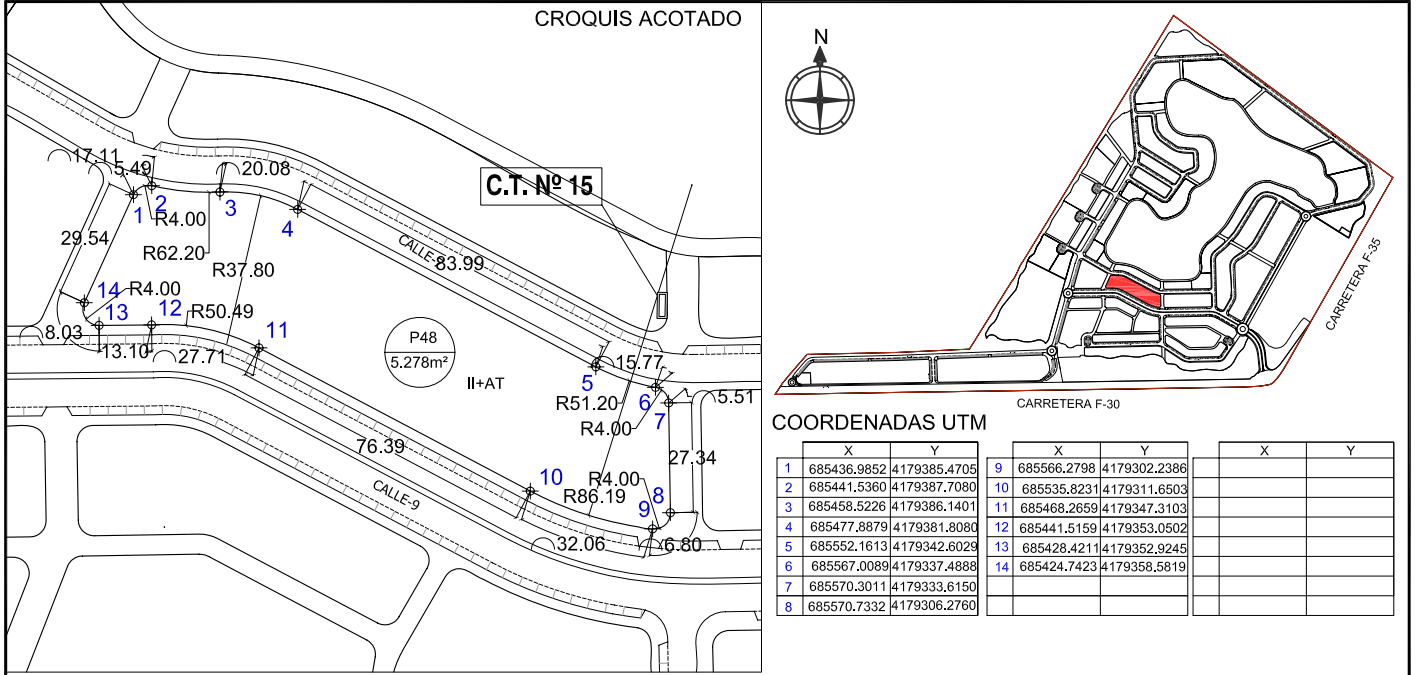 CROQUIS ACOTADO
17.11
5.49
20.08
C.T. Nº 15
1
2
3
4
R4.00
29.54
R62.20
R37.80
CALLE-
83.99
14
R4.00
13
12
R50.49
11
8.03
13.10
27.71
P48
5.278m²
II+AT
15.77
5
6
5.51
R51.20
7
R4.00
76.39
27.34
10
R4.00
R86.19
8
9
CALLE-9
32.06
6.80
N
CARRETERA F-35
CARRETERA F-30
COORDENADAS UTM
X Y X Y X Y
1 685436.9852 4179385.4705 9 685566.2798 4179302.2386
2 685441.5360 4179387.7080 10 685535.8231 4179311.6503
3 685458.5226 4179386.1401 11 685468.2659 4179347.3103
4 685477.8879 4179381.8080 12 685441.5159 4179353.0502
5 685552.1613 4179342.6029 13 685428.4211 4179352.9245
6 685567.0089 4179337.4888 14 685424.7423 4179358.5819
7 685570.3011 4179333.6150
8 685570.7332 4179306.2760